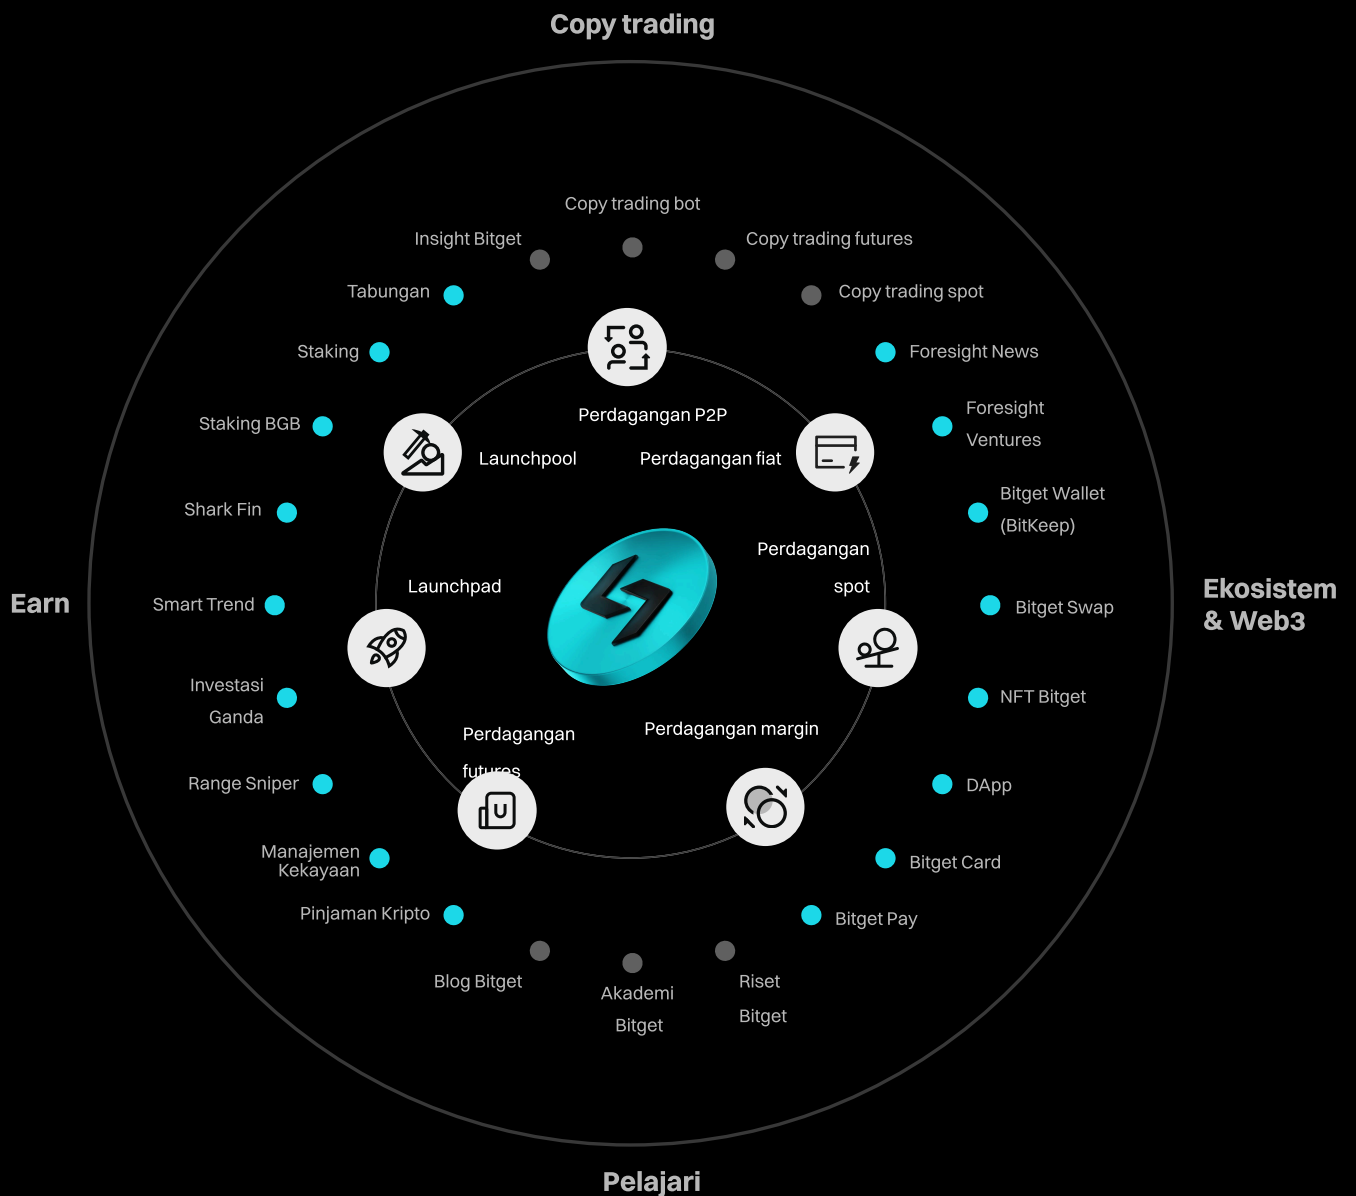 Copy trading
Copy trading bot
Insight Bitget
Copy trading futures
Tabungan
Copy trading spot
Staking
Foresight News
Staking BGB
Foresight
Ventures
Perdagangan P2P
Launchpool
Perdagangan fiat
Shark Fin
Bitget Wallet
(BitKeep)
Perdagangan
spot
Launchpad
Earn
Smart Trend
Bitget Swap
Ekosistem
& Web3
Investasi
Ganda
NFT Bitget
Perdagangan
futures
Perdagangan margin
Range Sniper
DApp
U
Manajemen
Kekayaan
Bitget Card
Pinjaman Kripto
Bitget Pay
Blog Bitget
Akademi
Bitget
Riset
Bitget
Pelajari